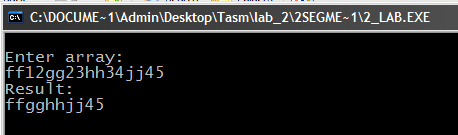 C:\DOCUME~1\Admin\Desktop\Tasm\lab_2\2SEGME~1\2_LAB.EXE
Enter array:
ff12gg23hh34jj45
Result:
ffgghhjj45